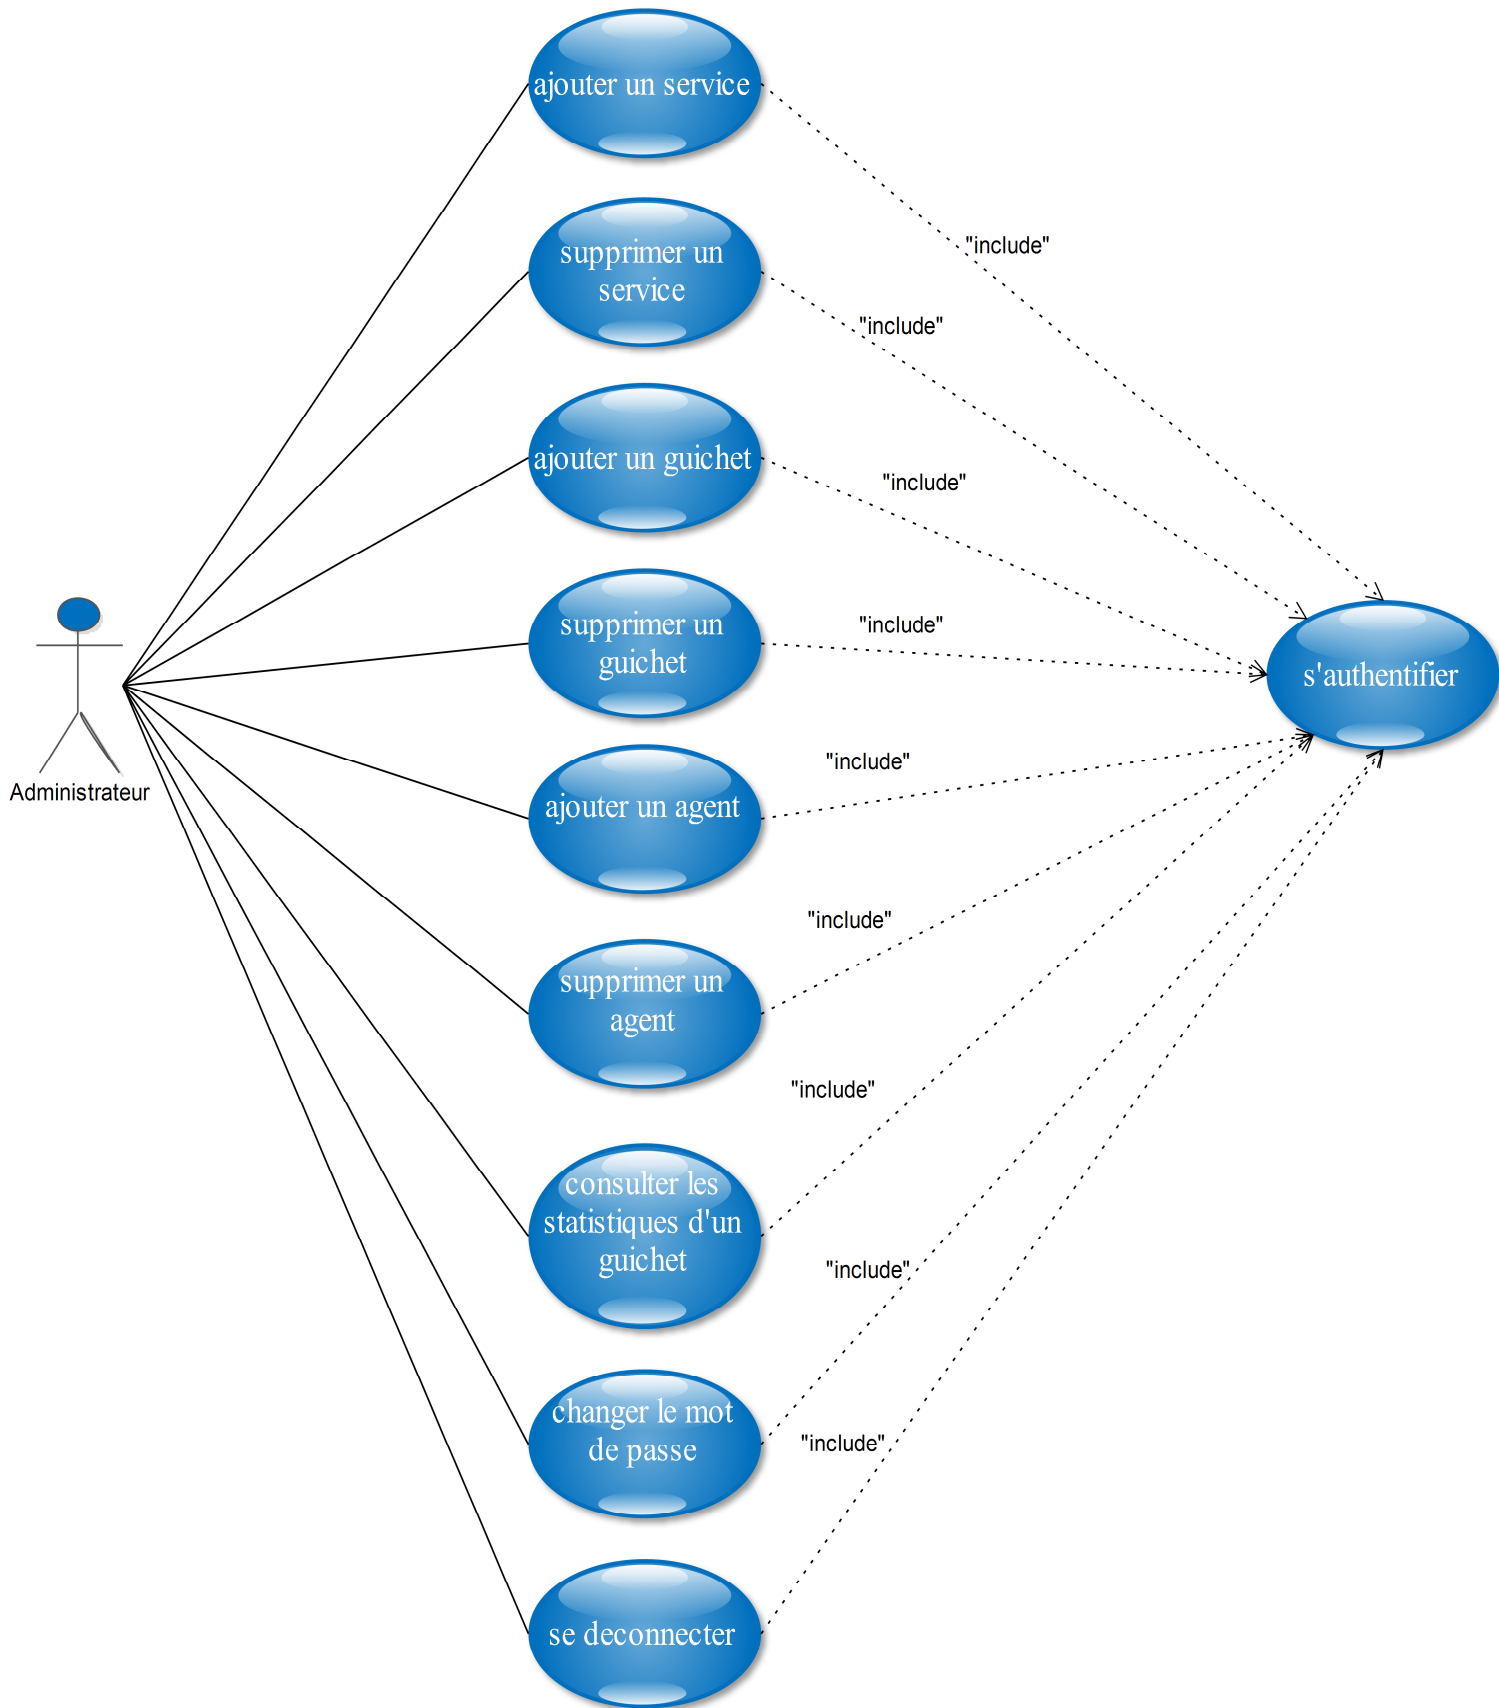 ajouter un service
"include"
supprimer un
service
"include"
ajouter un guichet
"include"
supprimer un
guichet
"include"
s'authentifier
Administrateur
ajouter un agent
"include"
supprimer un
agent
"include"
consulter les
statistiques d'un
guichet
"include"
changer le mot
de passe
"include"
se deconnecter
"include"